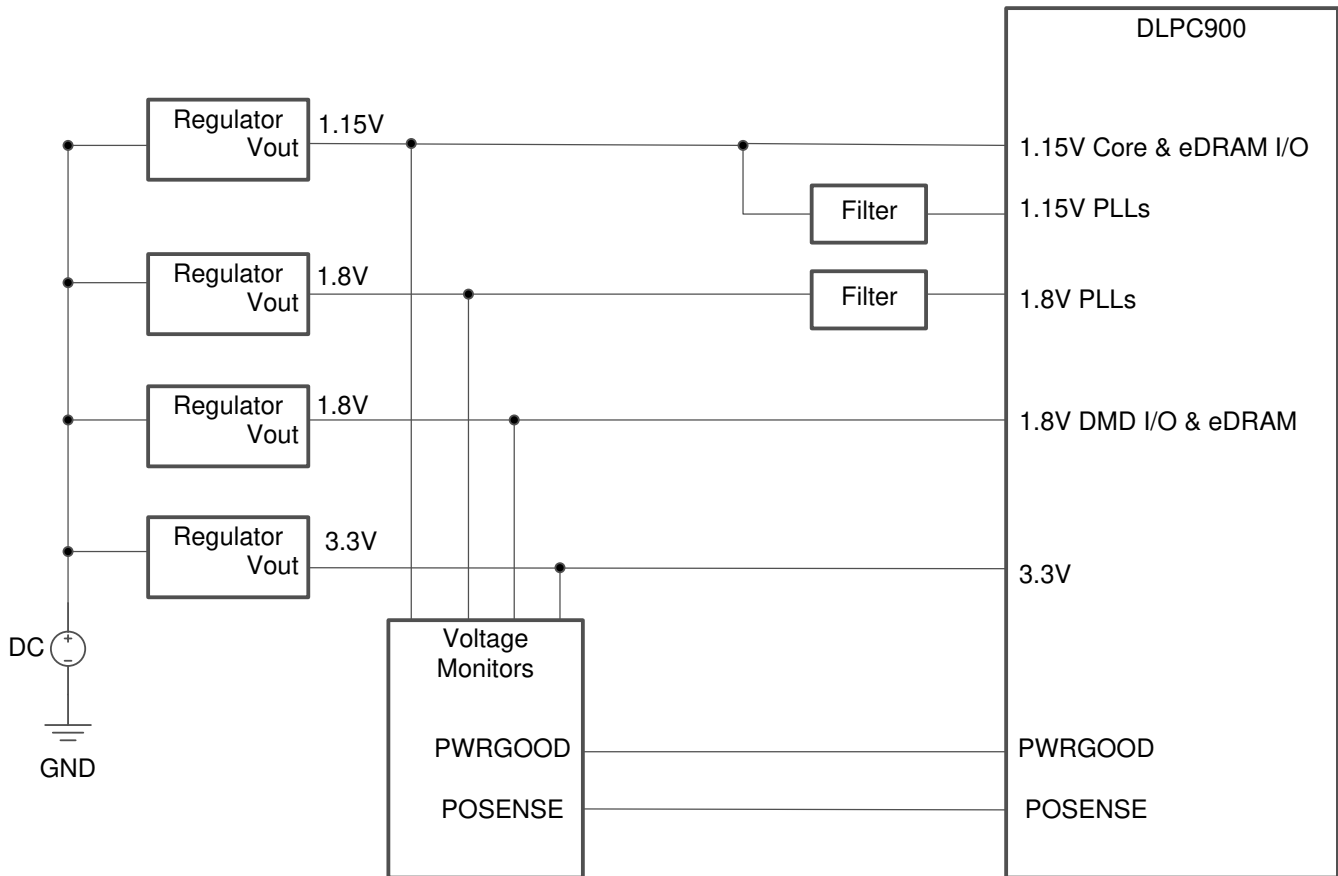 DLPC900
Regulator
Vout
1.15V
1.15V Core & eDRAM I/O
Filter
1.15V PLLs
Regulator
Vout
1.8V
Filter
1.8V PLLs
Regulator
Vout
1.8V
1.8V DMD I/O & eDRAM
Regulator
Vout
3.3V
3.3V
DC
+
–
GND
Voltage
Monitors
PWRGOOD
PWRGOOD
POSENSE
POSENSE